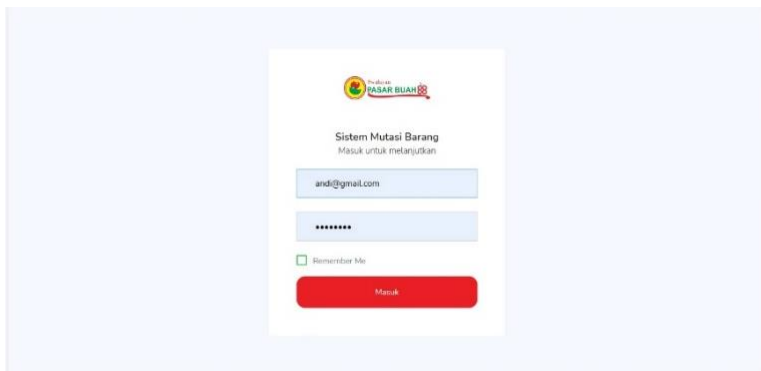 PASAR BUAH
Sistem Mutasi Barang
Masuk untuk melanjutkan
andi@gmail.com
••••••••
Remember Me
Masuk